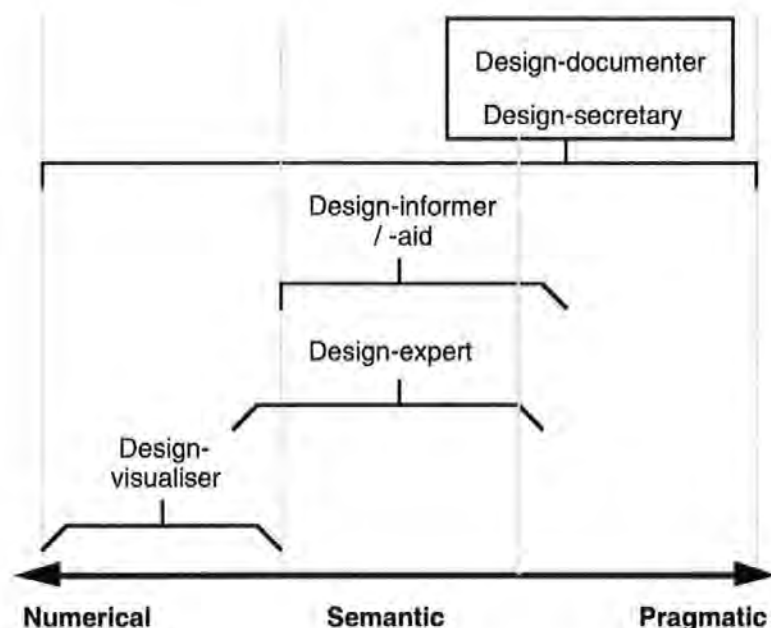 Design-documenter
Design-secretary
Design-informer
/ -aid
Design-expert
Design-
visualiser
Numerical Semantic Pragmatic